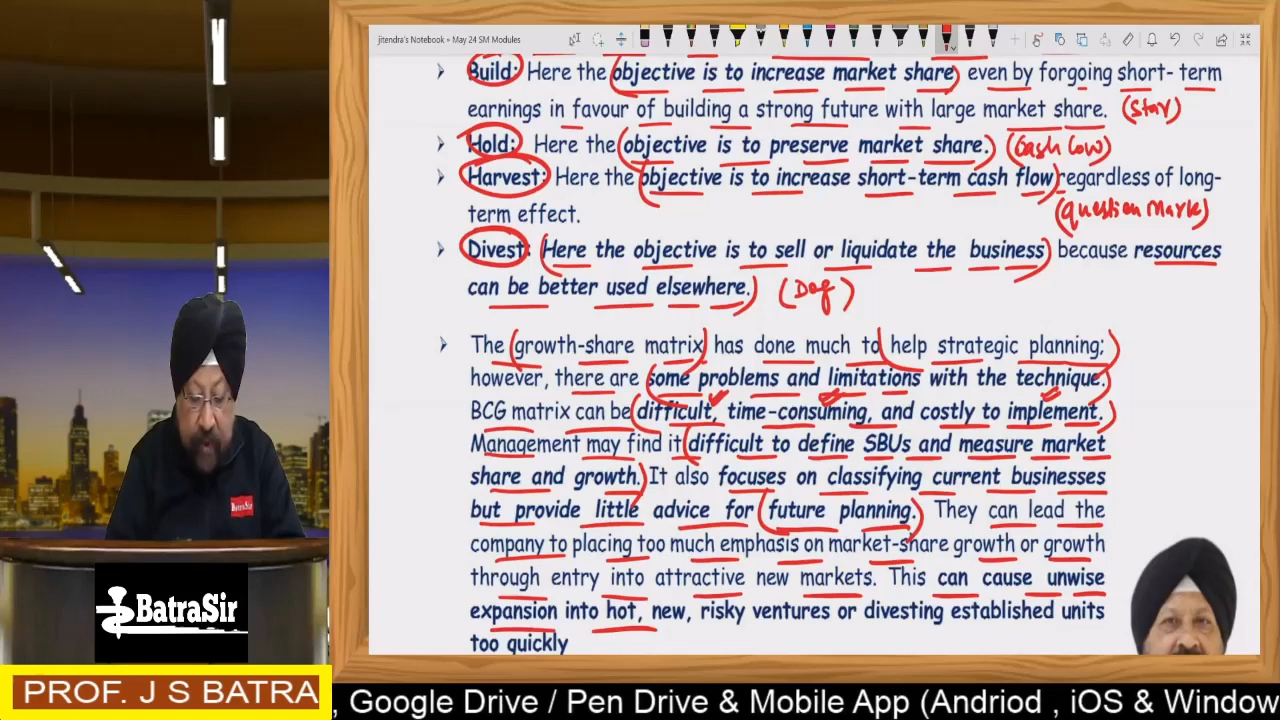 jitendra's Notebook » May 24 SM Modules
Build: Here the objective is to increase market share even by forgoing short- term
earnings in favour of building a strong future with large market share. (Star)
Hold: Here the objective is to preserve market share. (Cash Cow)
Harvest: Here the objective is to increase short-term cash flow regardless of long-
term effect. (Question Mark)
Divest: Here the objective is to sell or liquidate the business because resources
can be better used elsewhere. (Dog)
The growth-share matrix has done much to help strategic planning;
however, there are some problems and limitations with the technique.
BCG matrix can be difficult, time-consuming, and costly to implement.
Management may find it difficult to define SBUs and measure market
share and growth. It also focuses on classifying current businesses
but provide little advice for future planning. They can lead the
company to placing too much emphasis on market-share growth or growth
through entry into attractive new markets. This can cause unwise
expansion into hot, new, risky ventures or divesting established units
too quickly
BatraSir
BatraSir
PROF. J S BATRA
, Google Drive / Pen Drive & Mobile App (Andriod , iOS & Window